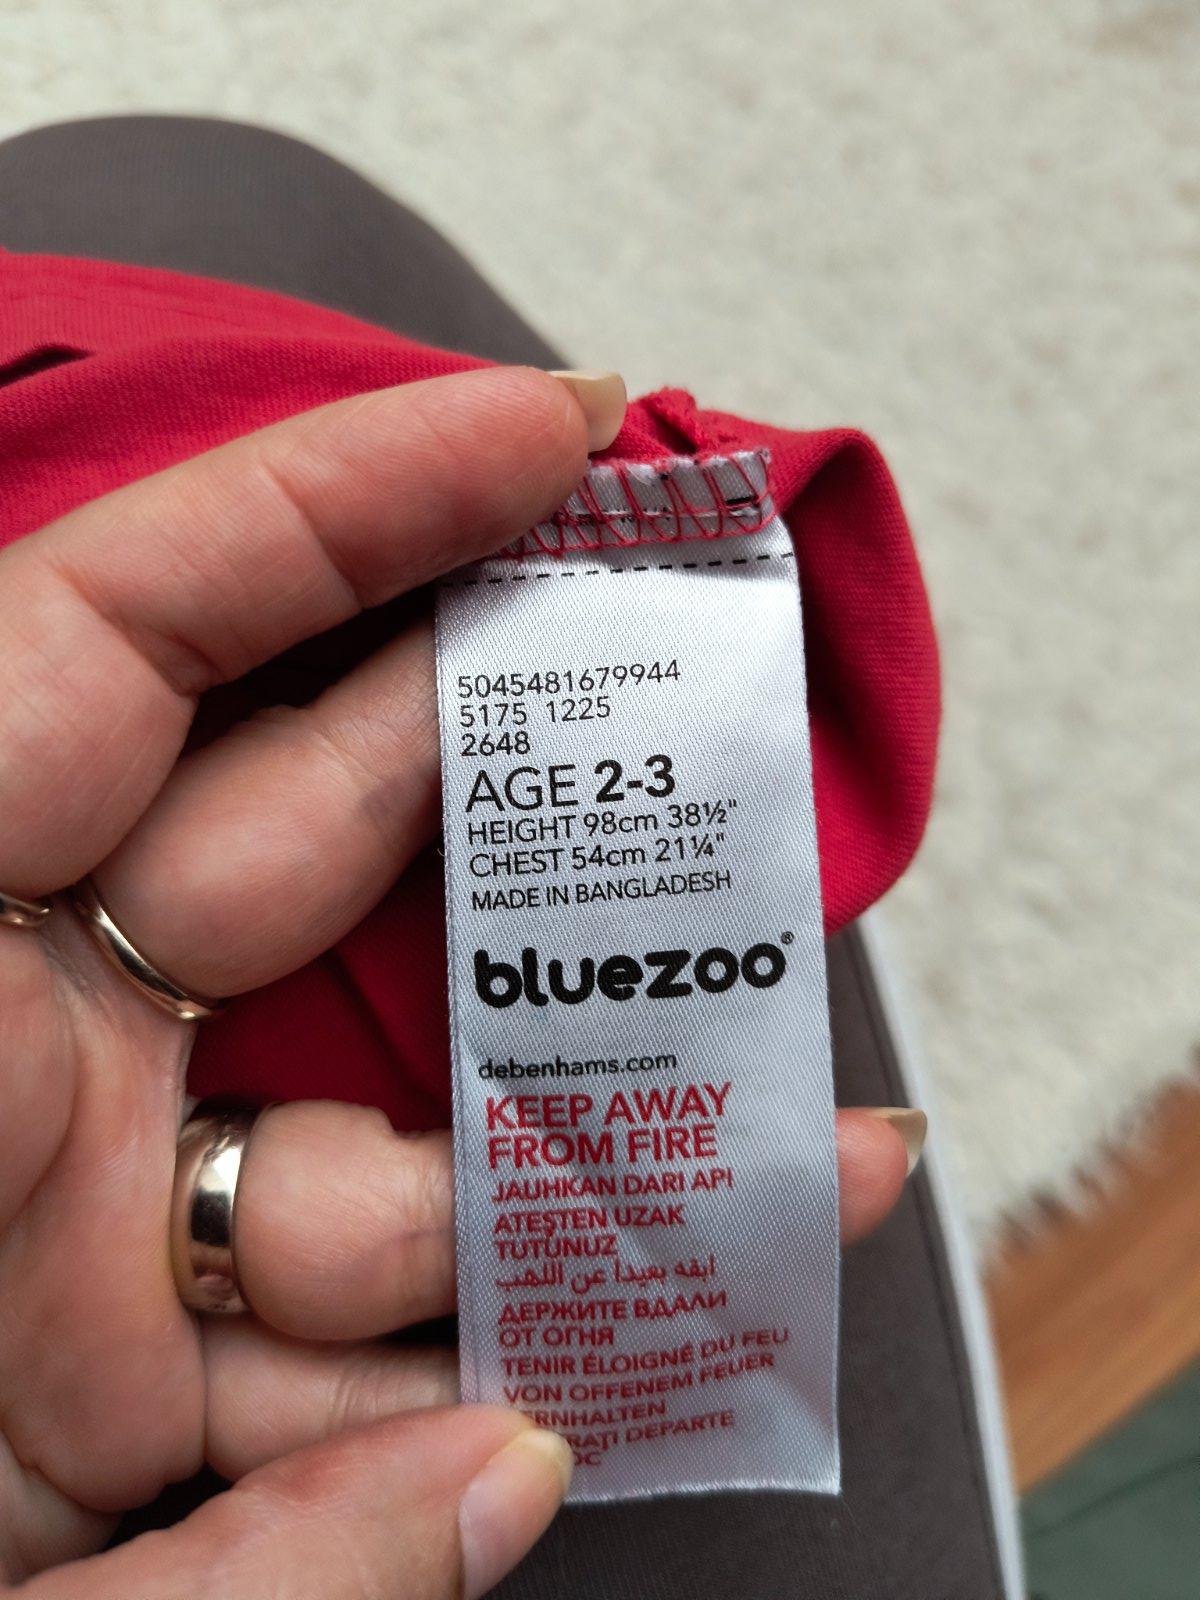 5045481679944
5175 1225
2648
AGE 2-3
HEIGHT 98cm 38½"
CHEST 54cm 21¼"
MADE IN BANGLADESH
bluezoo®
debenhams.com
KEEP AWAY
FROM FIRE
JAUHKAN DARI API
ATEŞTEN UZAK
TUTUNUZ
ابقه بعيدا عن اللهب
ДЕРЖИТЕ ВДАЛИ
ОТ ОГНЯ
TENIR ÉLOIGNÉ DU FEU
VON OFFENEM FEUER
DEPARTE